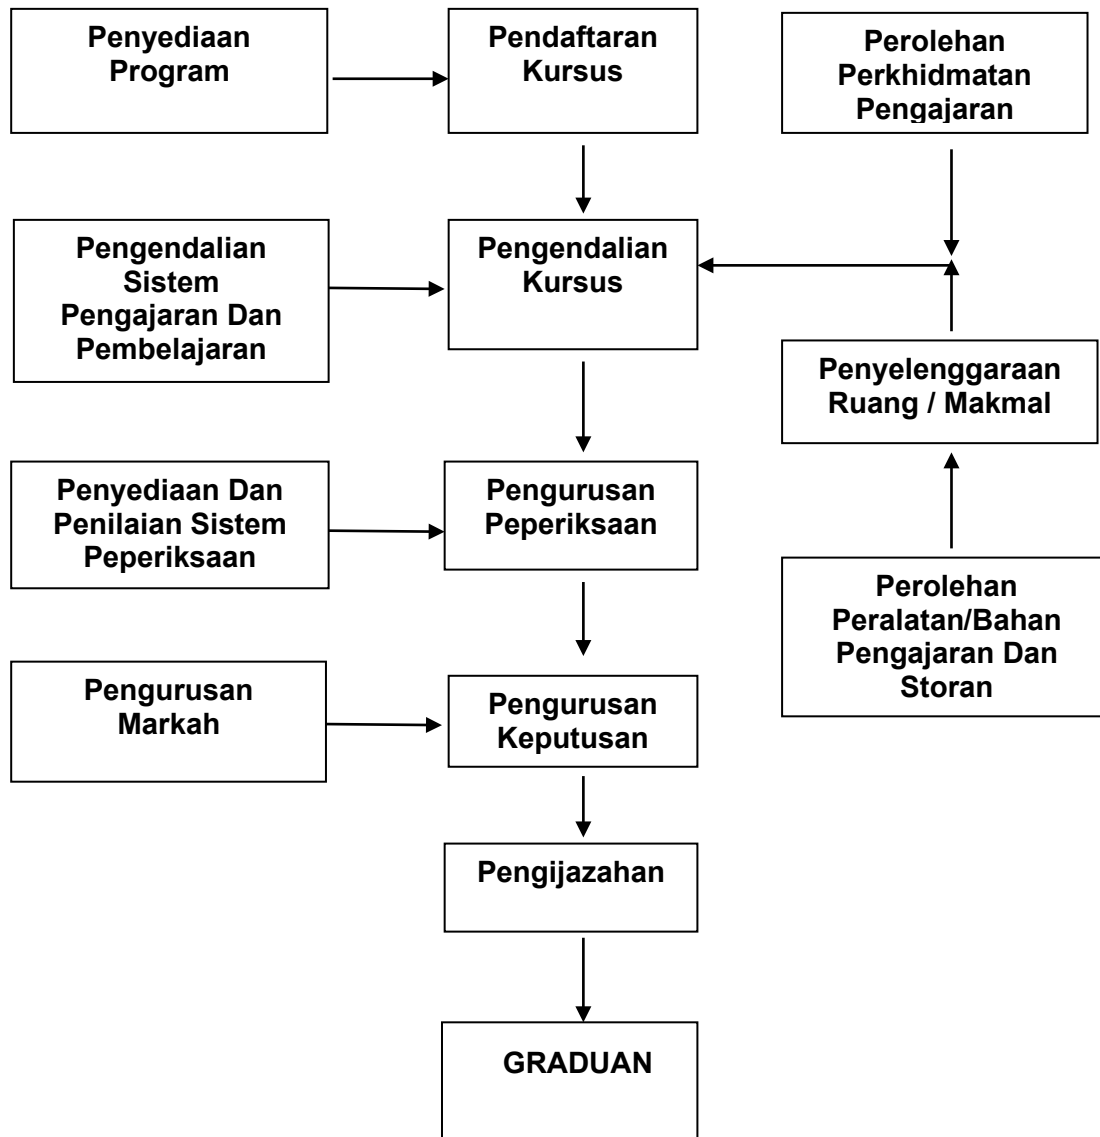 Penyediaan
Program
Pendaftaran
Kursus
Perolehan
Perkhidmatan
Pengajaran
Pengendalian
Sistem
Pengajaran Dan
Pembelajaran
Pengendalian
Kursus
Penyelenggaraan
Ruang / Makmal
Penyediaan Dan
Penilaian Sistem
Peperiksaan
Pengurusan
Peperiksaan
Perolehan
Peralatan/Bahan
Pengajaran Dan
Storan
Pengurusan
Markah
Pengurusan
Keputusan
Pengijazahan
GRADUAN